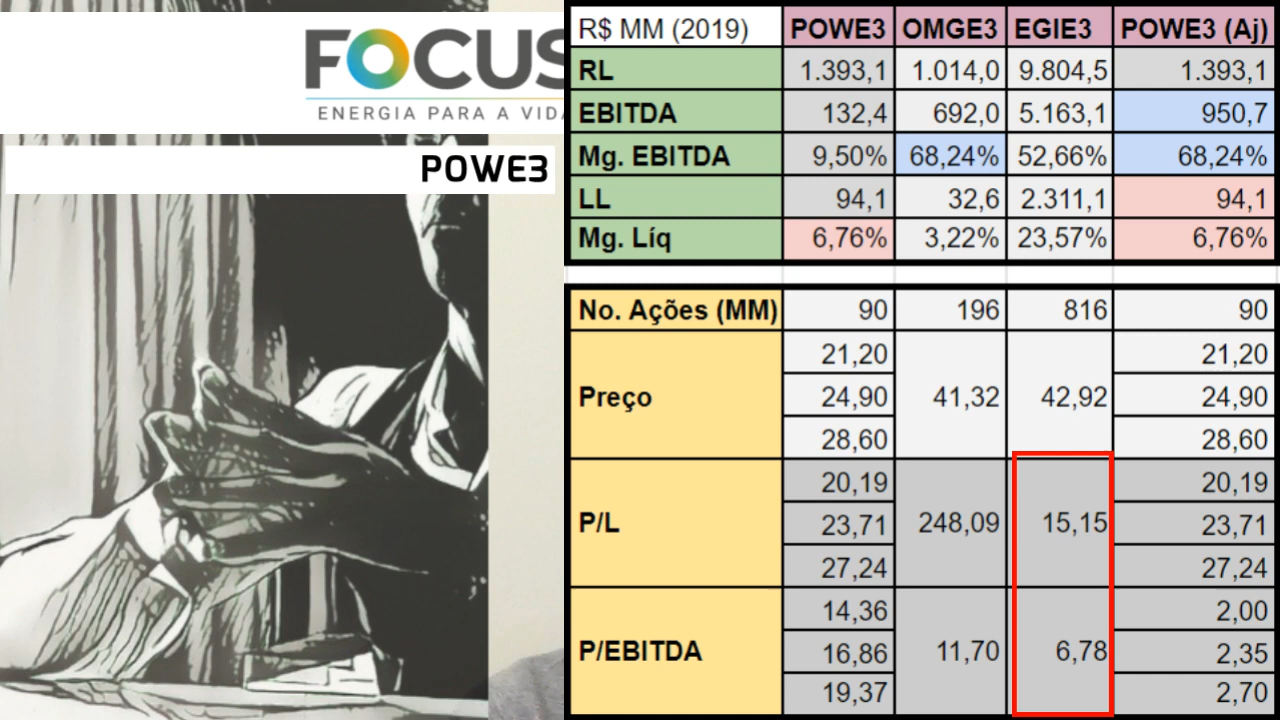 FOCUS
ENERGIA PARA A VID
POWE3
R$ MM (2019) POWE3 OMGE3 EGIE3 POWE3 (Aj)
RL 1.393,1 1.014,0 9.804,5 1.393,1
EBITDA 132,4 692,0 5.163,1 950,7
Mg. EBITDA 9,50% 68,24% 52,66% 68,24%
LL 94,1 32,6 2.311,1 94,1
Mg. Líq 6,76% 3,22% 23,57% 6,76%
No. Ações (MM) 90 196 816 90
21,20 21,20
Preço 24,90 41,32 42,92 24,90
28,60 28,60
20,19 20,19
P/L 23,71 248,09 15,15 23,71
27,24 27,24
14,36 2,00
P/EBITDA 16,86 11,70 6,78 2,35
19,37 2,70